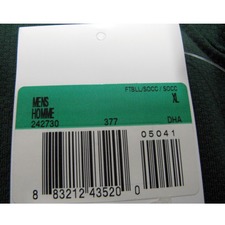 FTBLL/SOCC / SOCC
MENS XL
HOMME
242730 377 DHA
05041
8 83212 43520 0